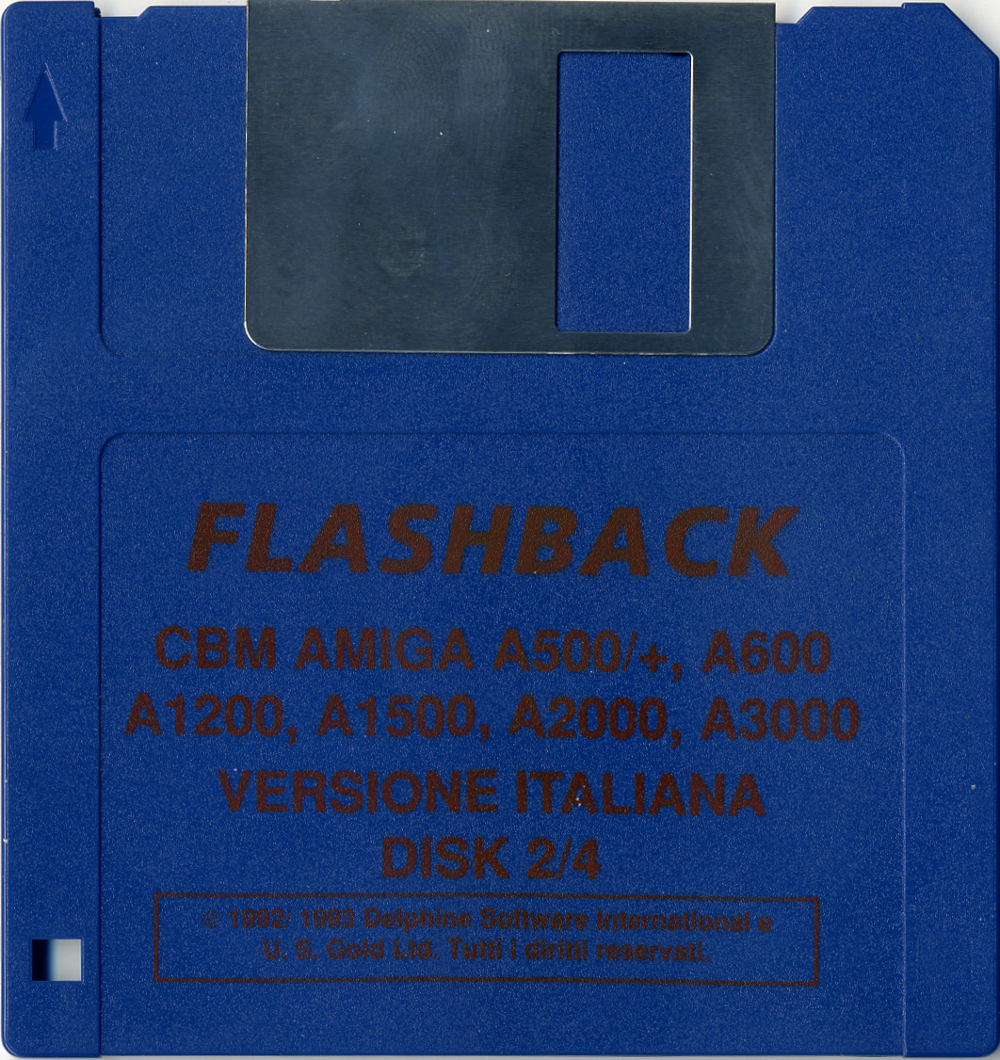 FLASHBACK
CBM AMIGA A500/+, A600
A1200, A1500, A2000, A3000
VERSIONE ITALIANA
DISK 2/4
© 1992/ 1993 Delphine Software International e
U. S. Gold Ltd. Tutti i diritti reservati.